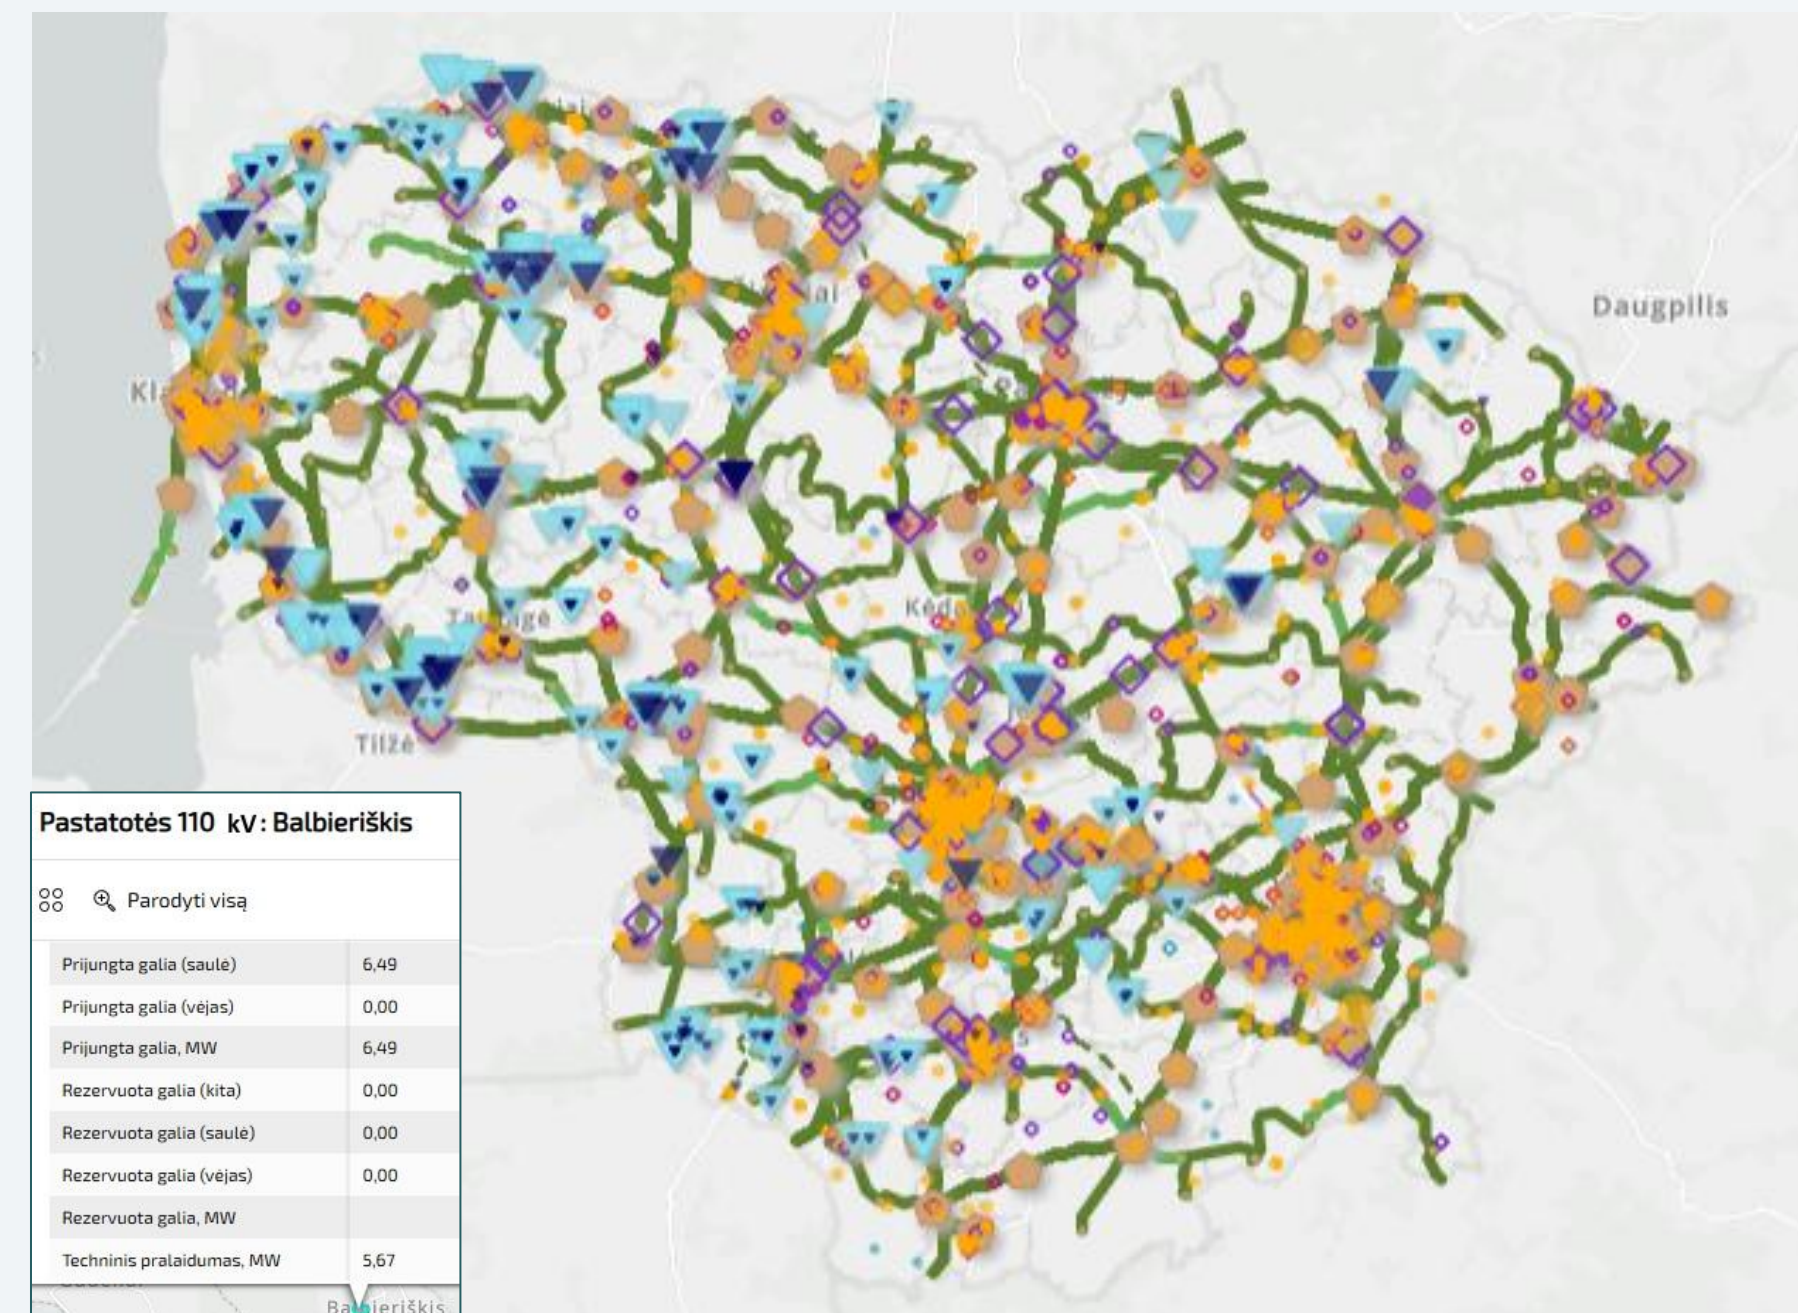 Daugpilis
Tilžė
Pastatotės 110 kV: Balbieriškis
Parodyti visą
Prijungta galia (saulė) 6,49
Prijungta galia (vėjas) 0,00
Prijungta galia, MW 6,49
Rezervuota galia (kita) 0,00
Rezervuota galia (saulė) 0,00
Rezervuota galia (vėjas) 0,00
Rezervuota galia, MW
Techninis pralaidumas, MW 5,67